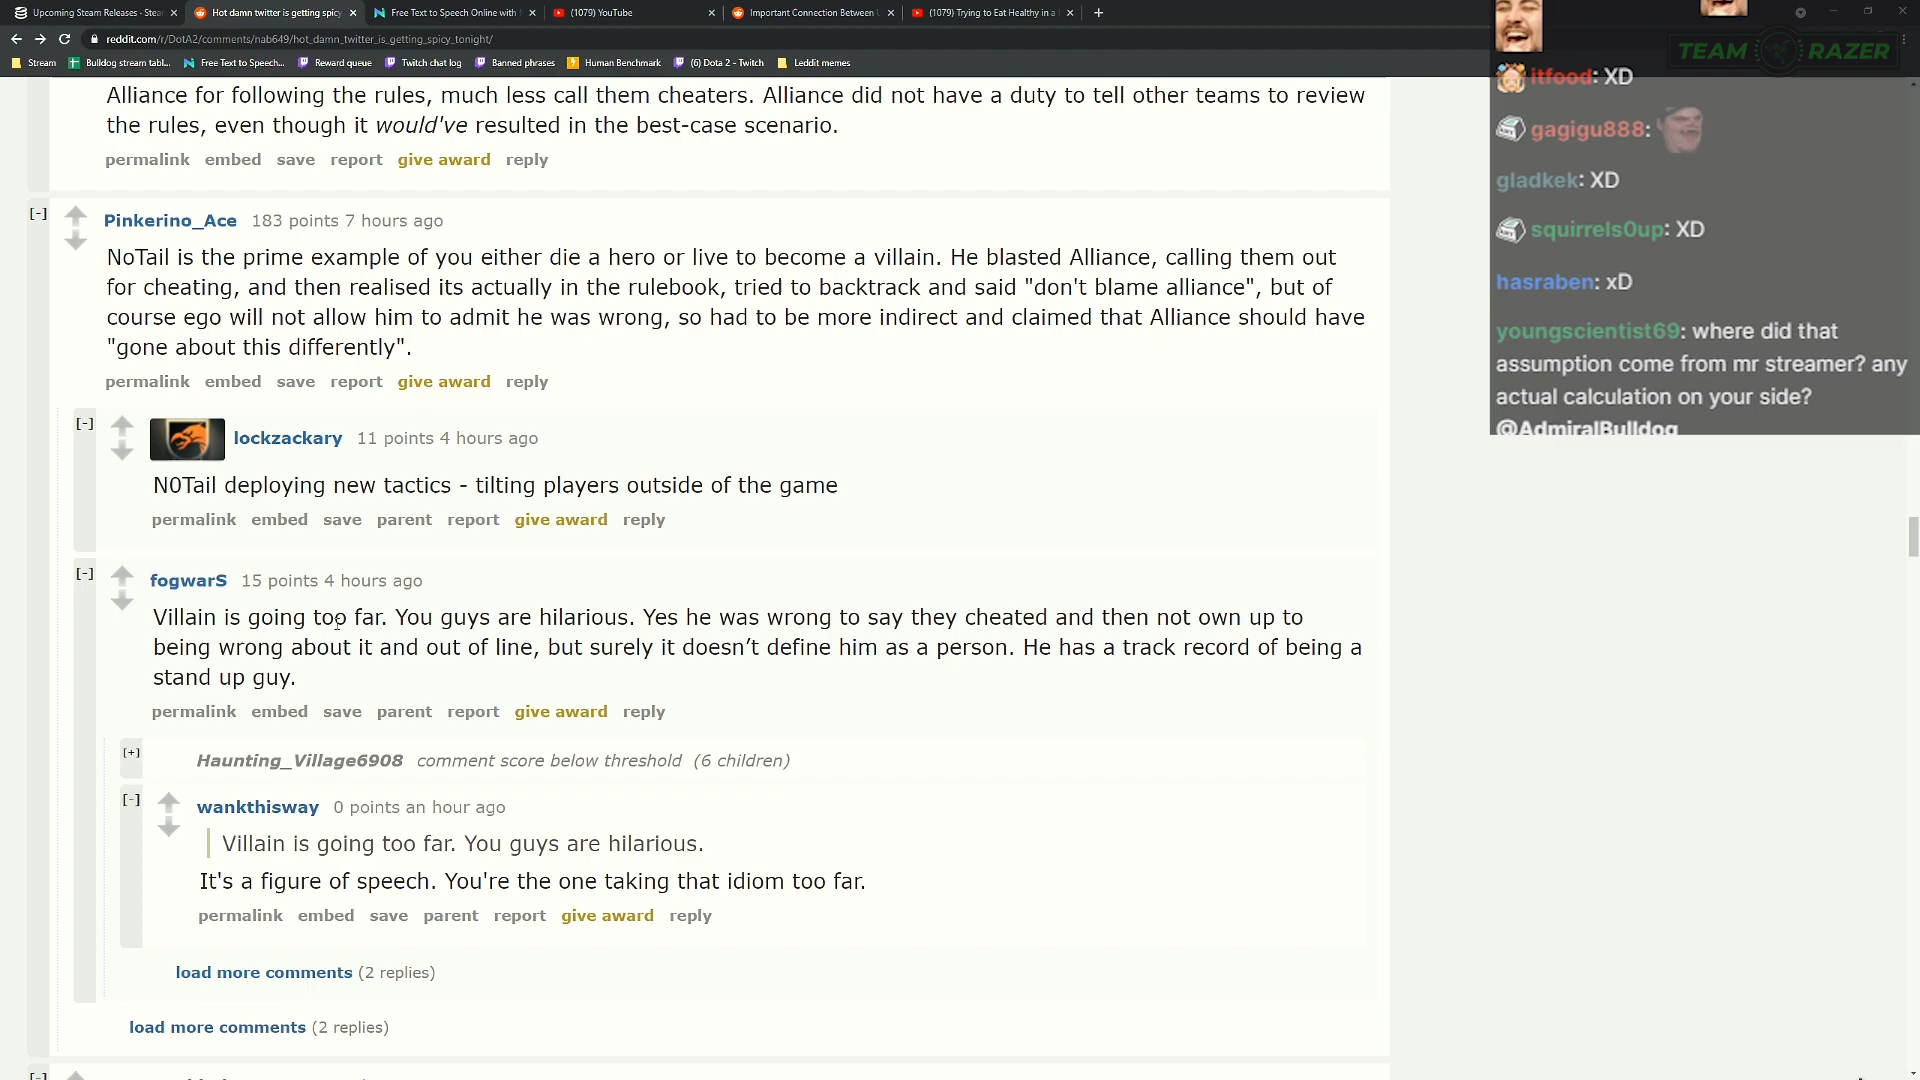 Upcoming Steam Releases - Stea
Hot damn twitter is getting spicy
Free Text to Speech Online with
(1079) YouTube
Important Connection Between
(1079) Trying to Eat Healthy in a
reddit.com/r/DotA2/comments/nab649/hot_damn_twitter_is_getting_spicy_tonight/
Stream
Bulldog stream tabl...
Free Text to Speech...
Reward queue
Twitch chat log
Banned phrases
Human Benchmark
(6) Dota 2 - Twitch
Leddit memes
TEAM RAZER
Alliance for following the rules, much less call them cheaters. Alliance did not have a duty to tell other teams to review
the rules, even though it would've resulted in the best-case scenario.
permalink embed save report give award reply
[-] Pinkerino_Ace 183 points 7 hours ago
NoTail is the prime example of you either die a hero or live to become a villain. He blasted Alliance, calling them out
for cheating, and then realised its actually in the rulebook, tried to backtrack and said "don't blame alliance", but of
course ego will not allow him to admit he was wrong, so had to be more indirect and claimed that Alliance should have
"gone about this differently".
permalink embed save report give award reply
[-] lockzackary 11 points 4 hours ago
N0Tail deploying new tactics - tilting players outside of the game
permalink embed save parent report give award reply
[-] fogwarS 15 points 4 hours ago
Villain is going too far. You guys are hilarious. Yes he was wrong to say they cheated and then not own up to
being wrong about it and out of line, but surely it doesn’t define him as a person. He has a track record of being a
stand up guy.
permalink embed save parent report give award reply
[+] Haunting_Village6908 comment score below threshold (6 children)
[-] wankthisway 0 points an hour ago
Villain is going too far. You guys are hilarious.
It's a figure of speech. You're the one taking that idiom too far.
permalink embed save parent report give award reply
load more comments (2 replies)
load more comments (2 replies)
[-]
itfood: XD
gagigu888:
gladkek: XD
squirrels0up: XD
hasraben: xD
youngscientist69: where did that
assumption come from mr streamer? any
actual calculation on your side?
@AdmiralBulldog